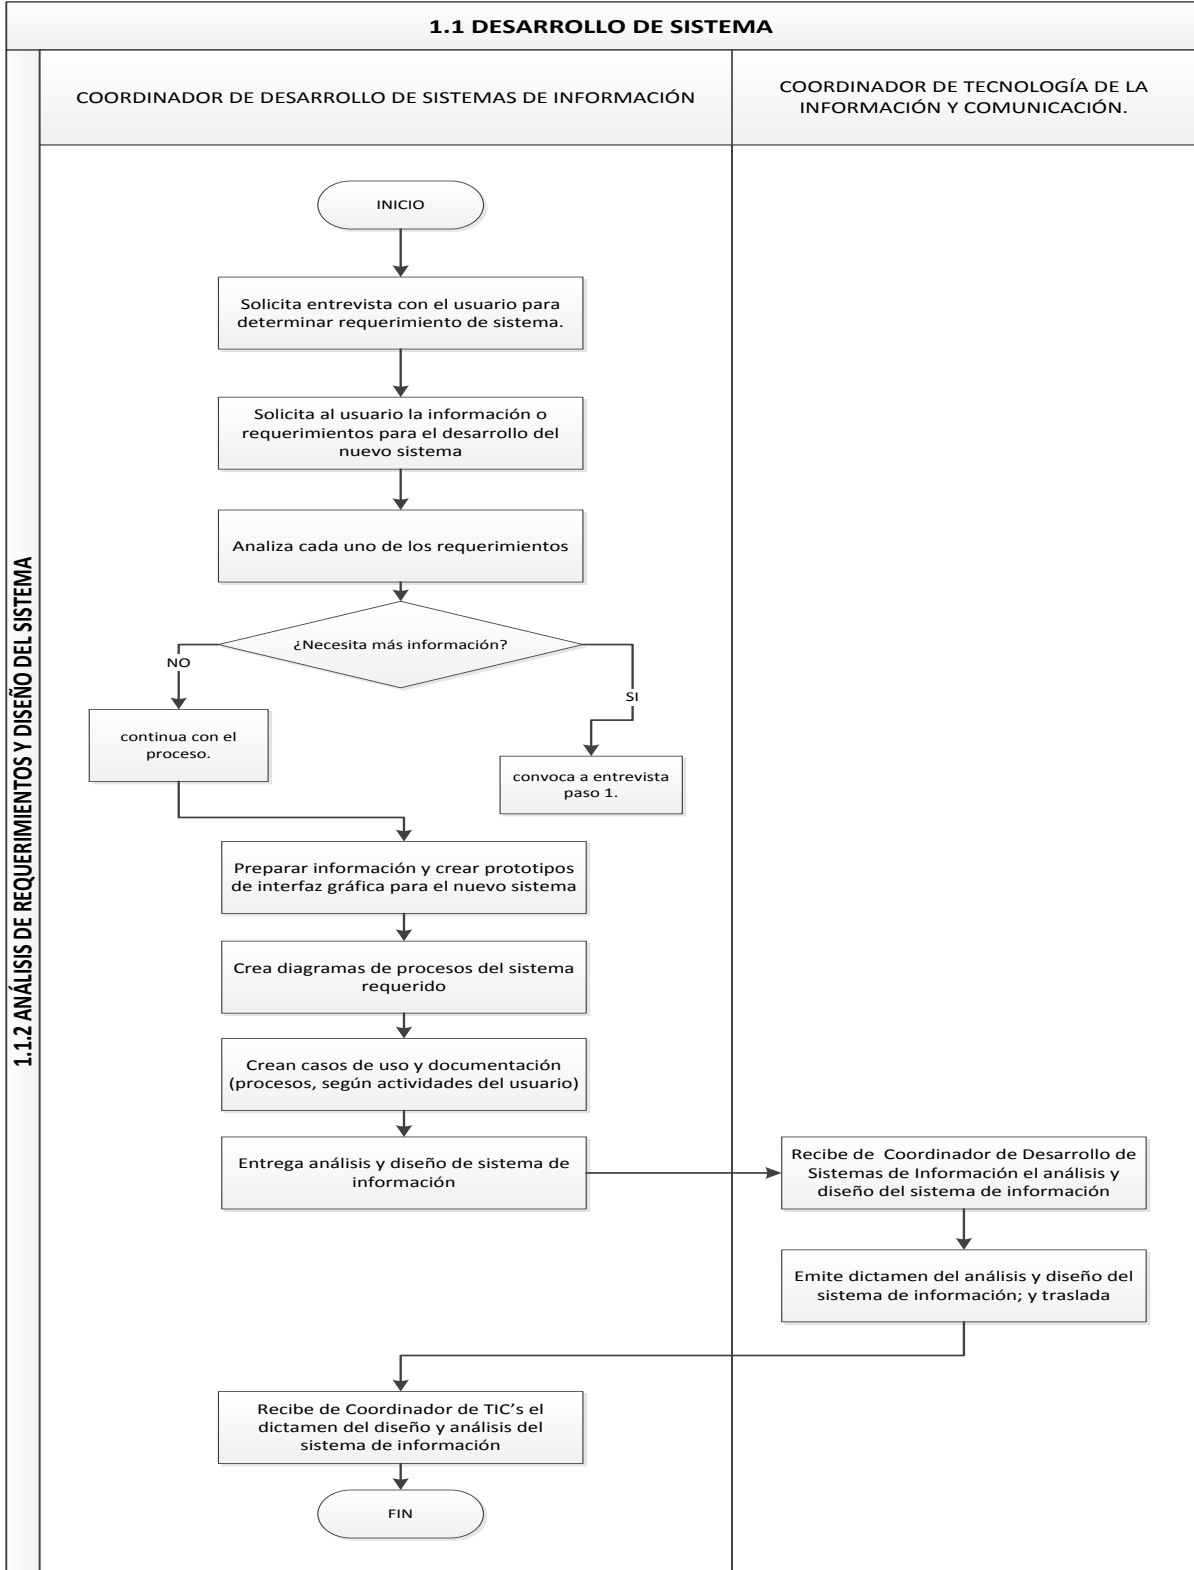 1.1 DESARROLLO DE SISTEMA
1.1.2 ANÁLISIS DE REQUERIMIENTOS Y DISEÑO DEL SISTEMA
COORDINADOR DE DESARROLLO DE SISTEMAS DE INFORMACIÓN
COORDINADOR DE TECNOLOGÍA DE LA
INFORMACIÓN Y COMUNICACIÓN.
INICIO
Solicita entrevista con el usuario para
determinar requerimiento de sistema.
Solicita al usuario la información o
requerimientos para el desarrollo del
nuevo sistema
Analiza cada uno de los requerimientos
¿Necesita más información?
NO
SI
continua con el
proceso.
convoca a entrevista
paso 1.
Preparar información y crear prototipos
de interfaz gráfica para el nuevo sistema
Crea diagramas de procesos del sistema
requerido
Crean casos de uso y documentación
(procesos, según actividades del usuario)
Entrega análisis y diseño de sistema de
información
Recibe de Coordinador de Desarrollo de
Sistemas de Información el análisis y
diseño del sistema de información
Emite dictamen del análisis y diseño del
sistema de información; y traslada
Recibe de Coordinador de TIC’s el
dictamen del diseño y análisis del
sistema de información
FIN